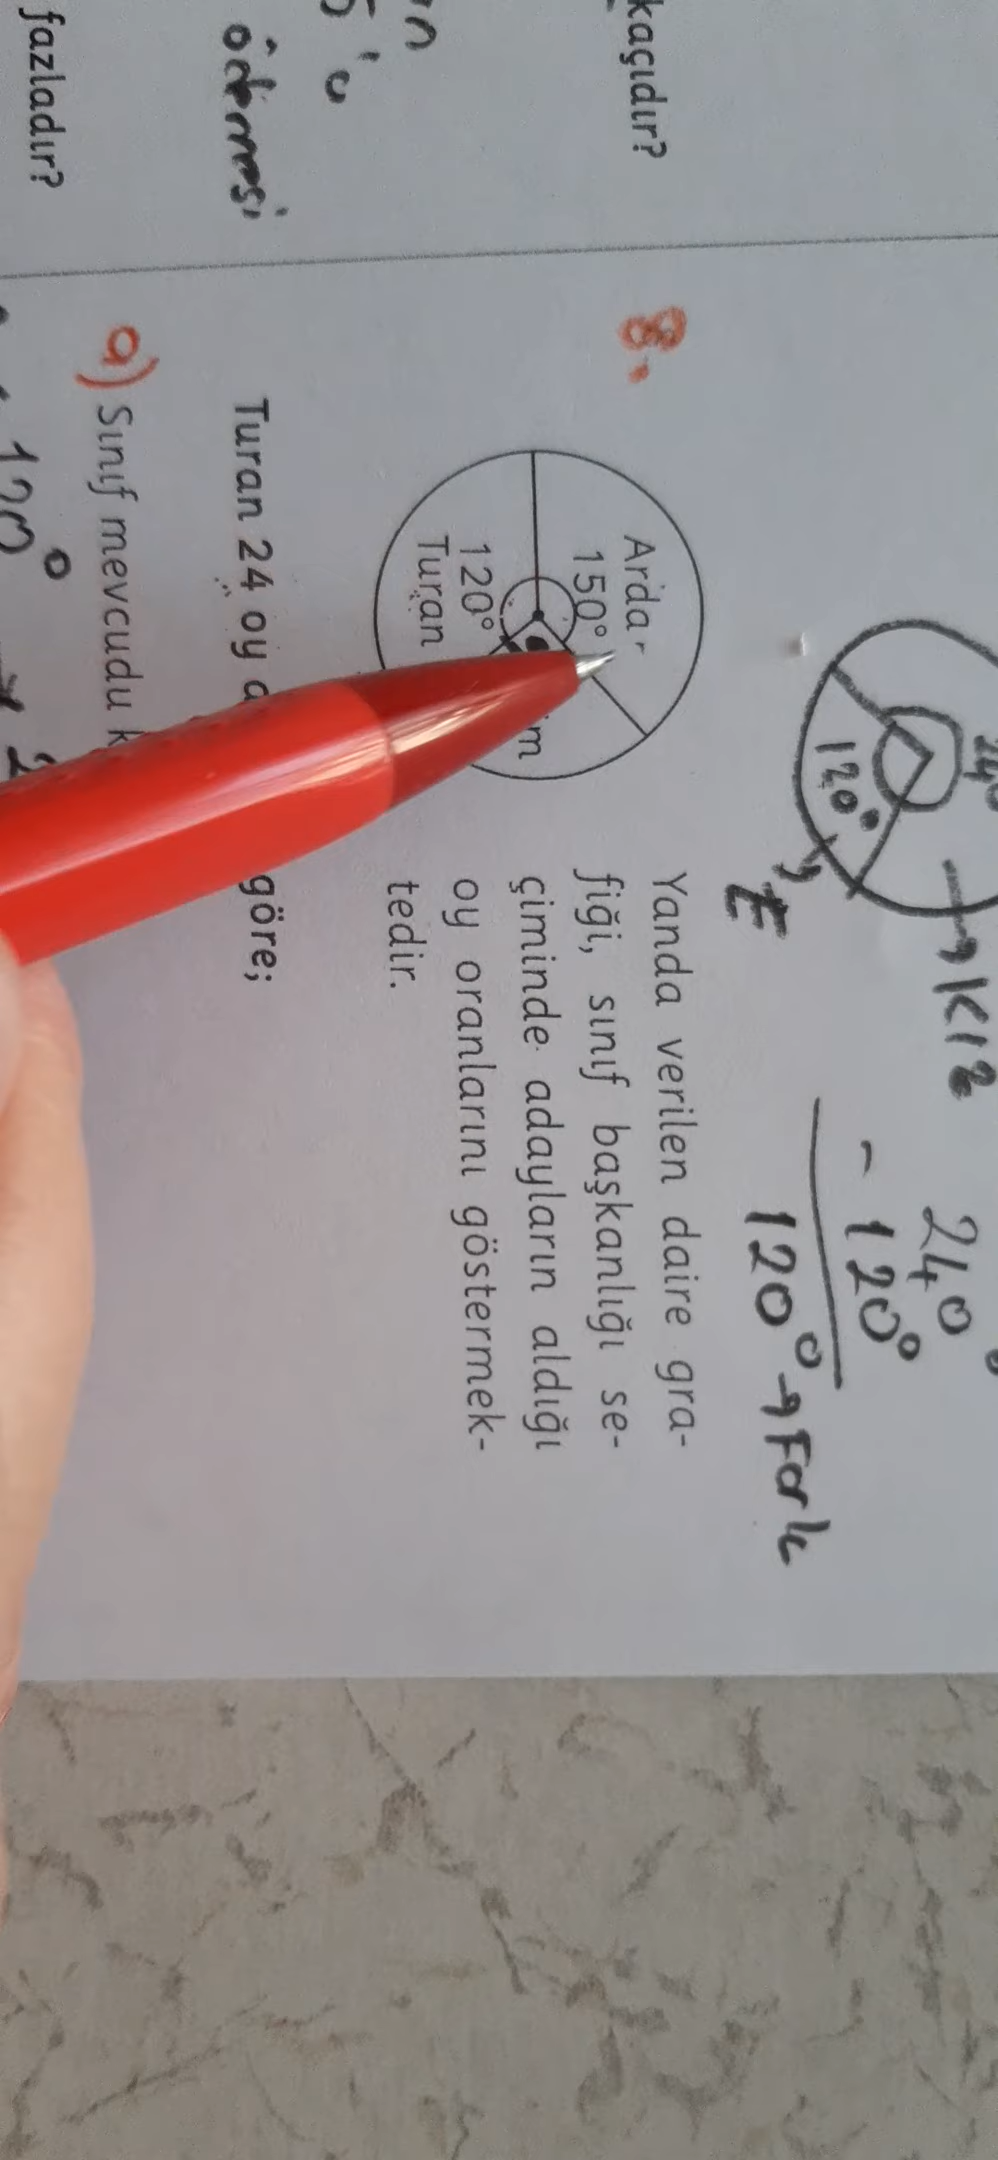 kaçıdır?
ödemesi
fazladır?
120°
E
kız
240
- 120°
120° → Fark
8.
Arda
150°
120°
Turan
Yanda verilen daire gra-
fiği, sınıf başkanlığı se-
çiminde adayların aldığı
oy oranlarını göstermek-
tedir.
Turan 24 oy
göre;
a) Sınıf mevcudu
120°